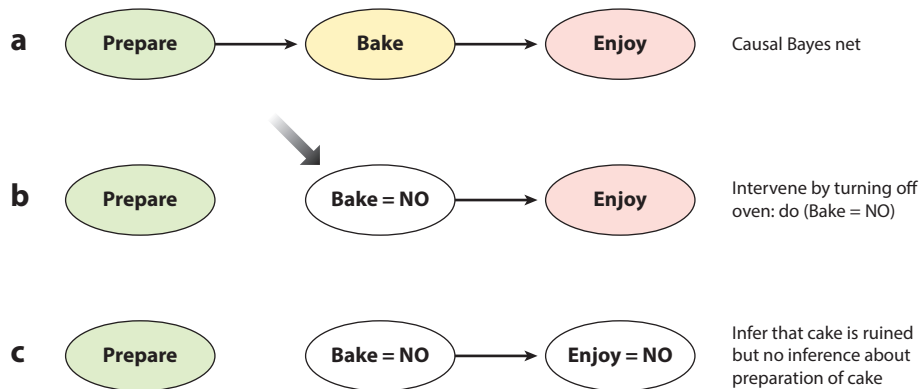 a
Prepare
Bake
Enjoy
Causal Bayes net
b
Prepare
Bake = NO
Enjoy
Intervene by turning off
oven: do (Bake = NO)
c
Prepare
Bake = NO
Enjoy = NO
Infer that cake is ruined
but no inference about
preparation of cake